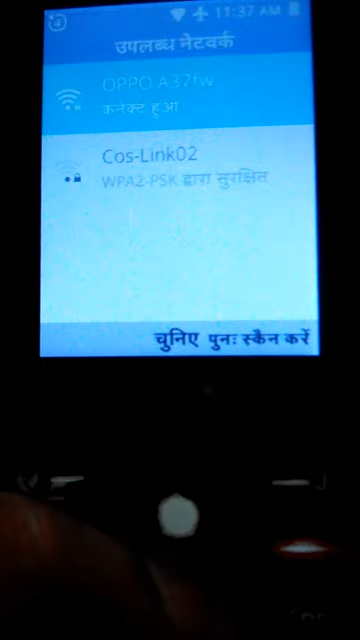 11:37 AM
उपलब्ध नेटवर्क
OPPO A37fw
कनेक्ट हुआ
Cos-Link02
WPA2-PSK द्वारा सुरक्षित
चुनिए पुनः स्कैन करें